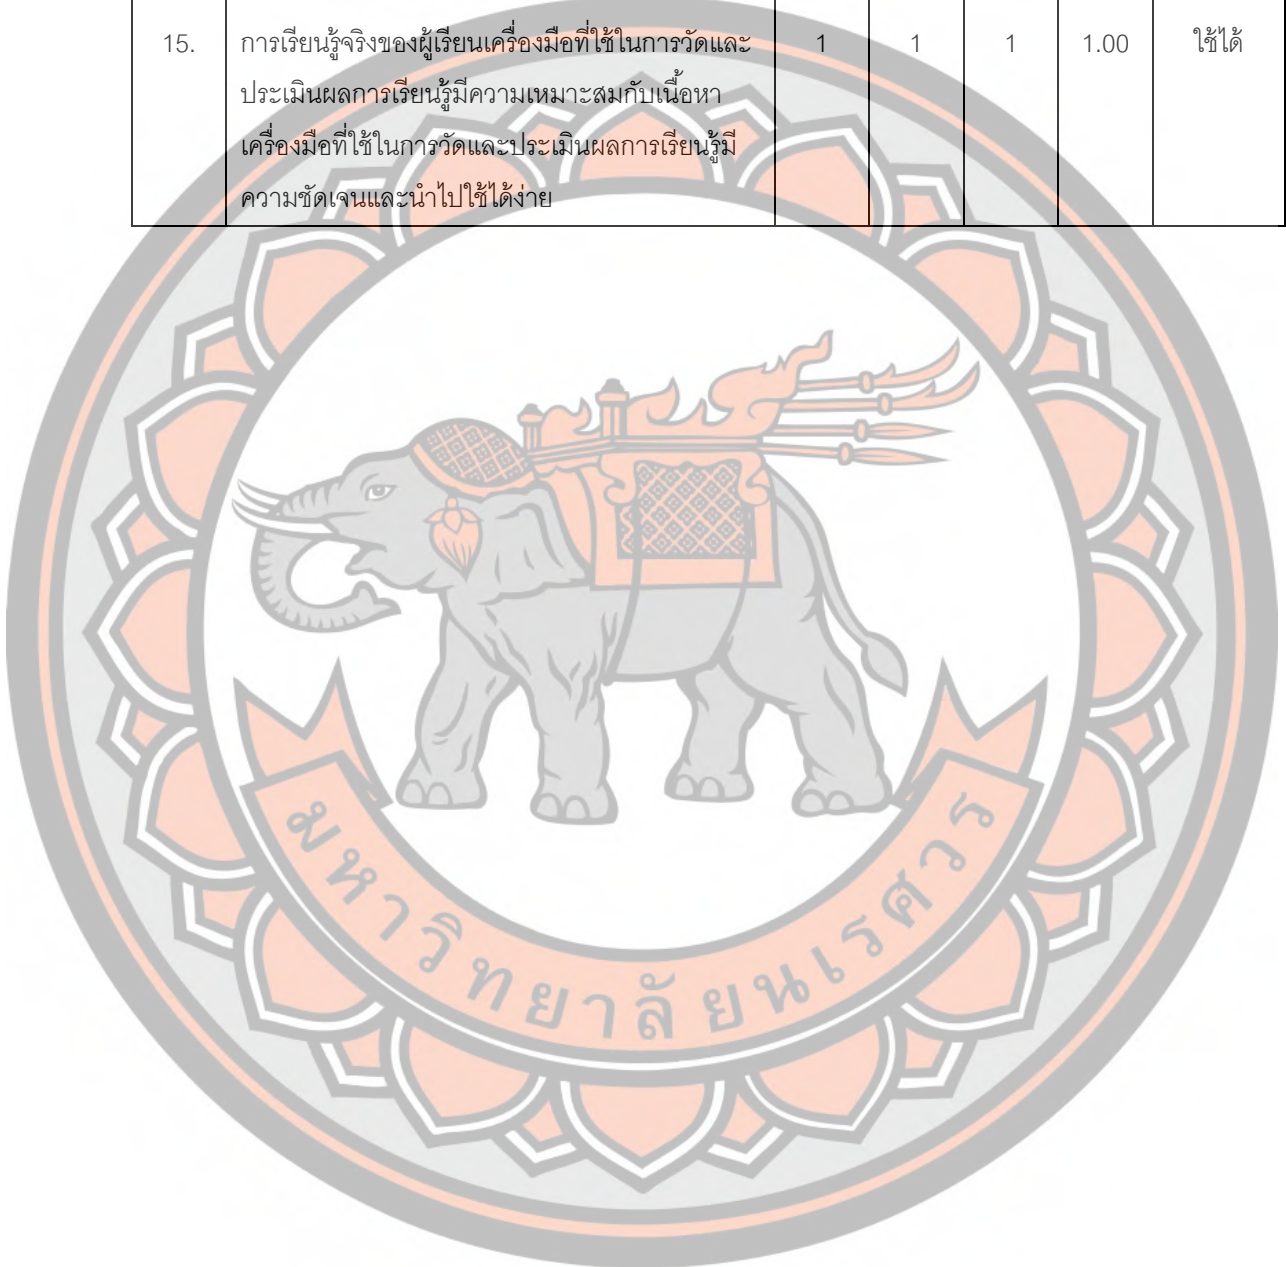 15. การเรียนรู้จริงของผู้เรียนเครื่องมือที่ใช้ในการวัดและ 1 1 1 1.00 ใช้ได้
ประเมินผลการเรียนรู้มีความเหมาะสมกับเนื้อหา
เครื่องมือที่ใช้ในการวัดและประเมินผลการเรียนรู้มี
ความชัดเจนและนำไปใช้ได้ง่าย
มหาวิทยาลัยนเรศวร